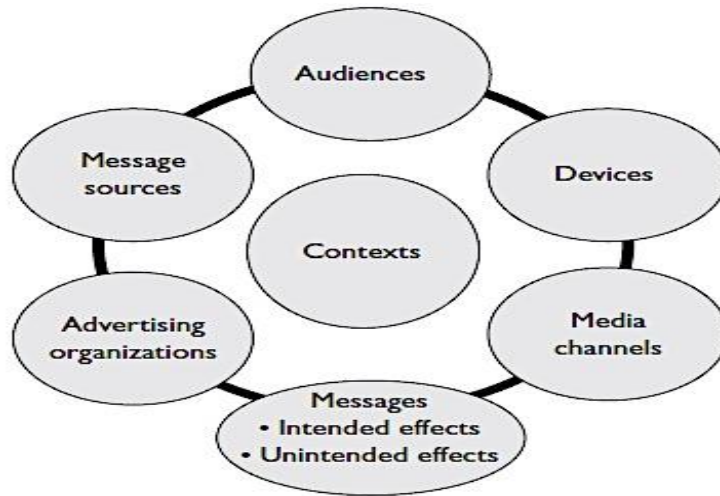 Audiences
Message
sources
Devices
Contexts
Advertising
organizations
Media
channels
Messages
• Intended effects
• Unintended effects